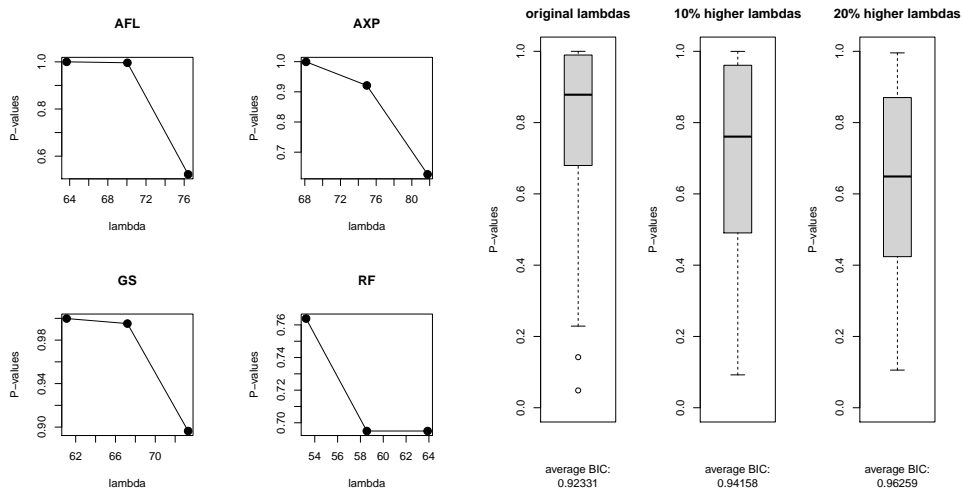 AFL
P-values
1.0
0.8
0.6
64
68
72
76
lambda
AXP
P-values
1.0
0.9
0.7
68
72
76
80
lambda
GS
P-values
0.98
0.94
0.90
62
66
70
lambda
RF
P-values
0.76
0.74
0.72
0.70
54
56
58
60
62
64
lambda
original lambdas
P-values
1.0
0.8
0.6
0.4
0.2
0.0
average BIC:
0.92331
10% higher lambdas
P-values
1.0
0.8
0.6
0.4
0.2
0.0
average BIC:
0.94158
20% higher lambdas
P-values
1.0
0.8
0.6
0.4
0.2
0.0
average BIC:
0.96259